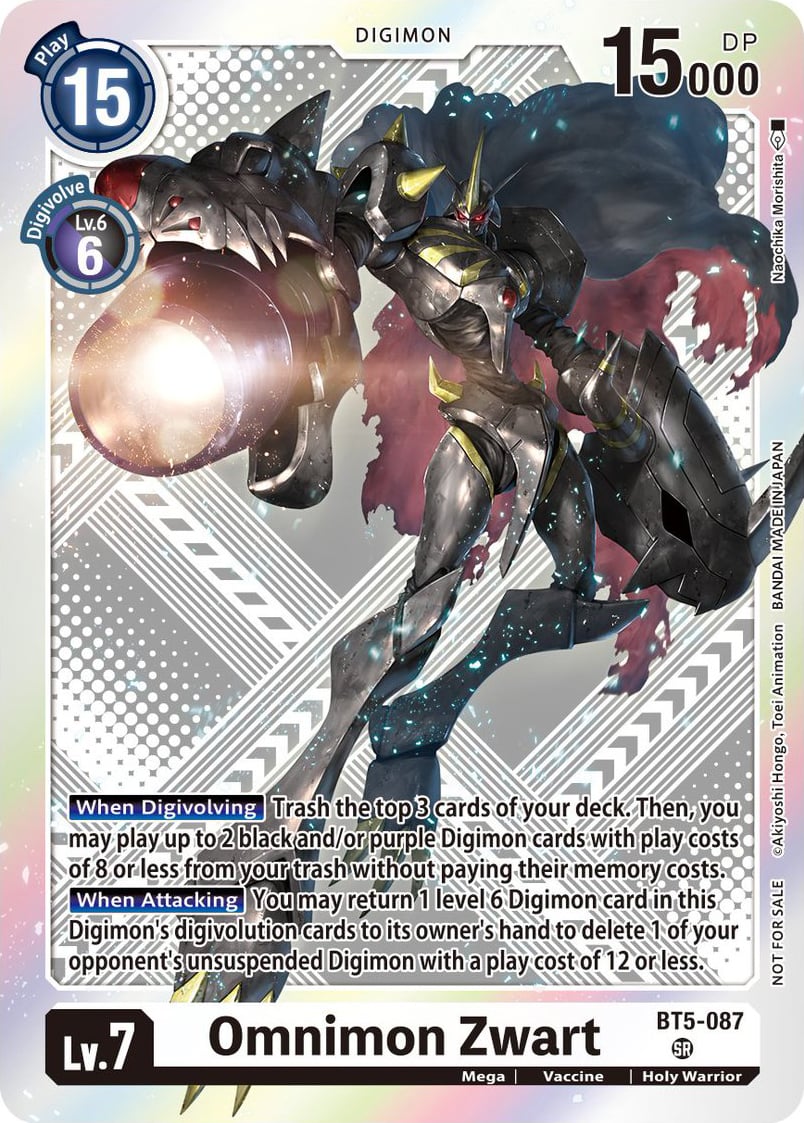 DIGIMON
Play
15
15000
DP
Digivolve
Lv.6
6
Naochika Morishita
©Akiyoshi Hongo, Toei Animation BANDAI MADE IN JAPAN
NOT FOR SALE
When Digivolving Trash the top 3 cards of your deck. Then, you
may play up to 2 black and/or purple Digimon cards with play costs
of 8 or less from your trash without paying their memory costs.
When Attacking You may return 1 level 6 Digimon card in this
Digimon's digivolution cards to its owner's hand to delete 1 of your
opponent's unsuspended Digimon with a play cost of 12 or less.
Lv.7
Omnimon Zwart
BT5-087
SR
Mega | Vaccine | Holy Warrior